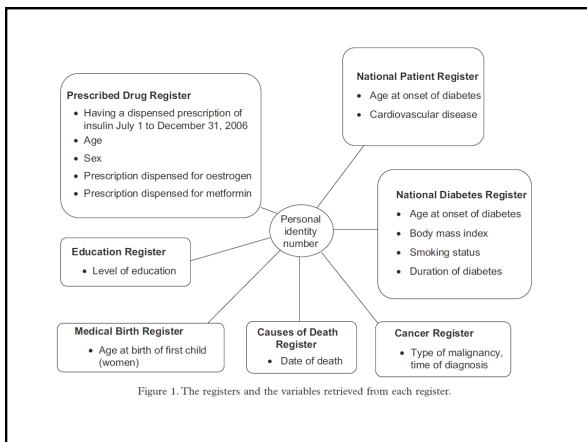 Prescribed Drug Register
• Having a dispensed prescription of
insulin July 1 to December 31, 2006
• Age
• Sex
• Prescription dispensed for oestrogen
• Prescription dispensed for metformin
National Patient Register
• Age at onset of diabetes
• Cardiovascular disease
Personal
identity
number
National Diabetes Register
• Age at onset of diabetes
• Body mass index
• Smoking status
• Duration of diabetes
Education Register
• Level of education
Medical Birth Register
• Age at birth of first child
(women)
Causes of Death
Register
• Date of death
Cancer Register
• Type of malignancy,
time of diagnosis
Figure 1. The registers and the variables retrieved from each register.